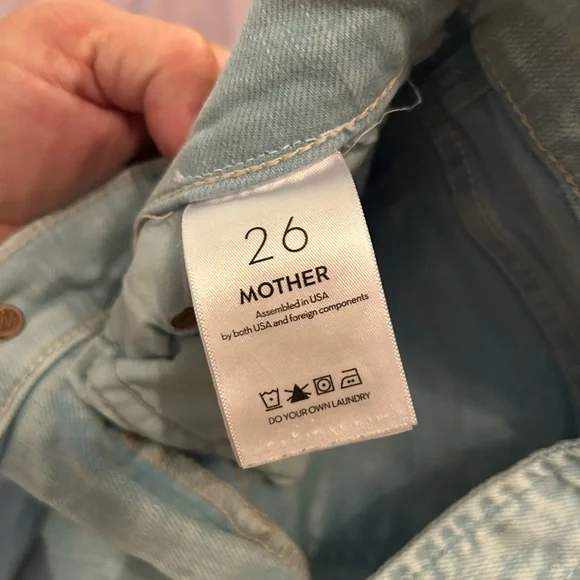 26
MOTHER
Assembled in USA
by both USA and foreign components
DO YOUR OWN LAUNDRY